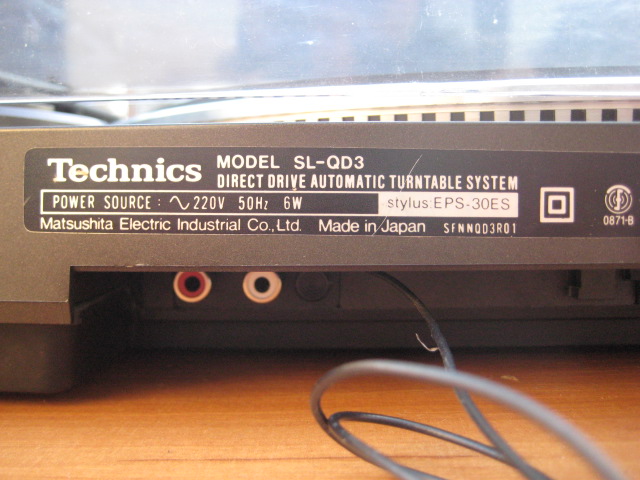 Technics MODEL SL-QD3
DIRECT DRIVE AUTOMATIC TURNTABLE SYSTEM
POWER SOURCE: ∿ 220V 50Hz 6W stylus:EPS-30ES
Matsushita Electric Industrial Co.,Ltd. Made in Japan SFNNQD3R01
0871-B